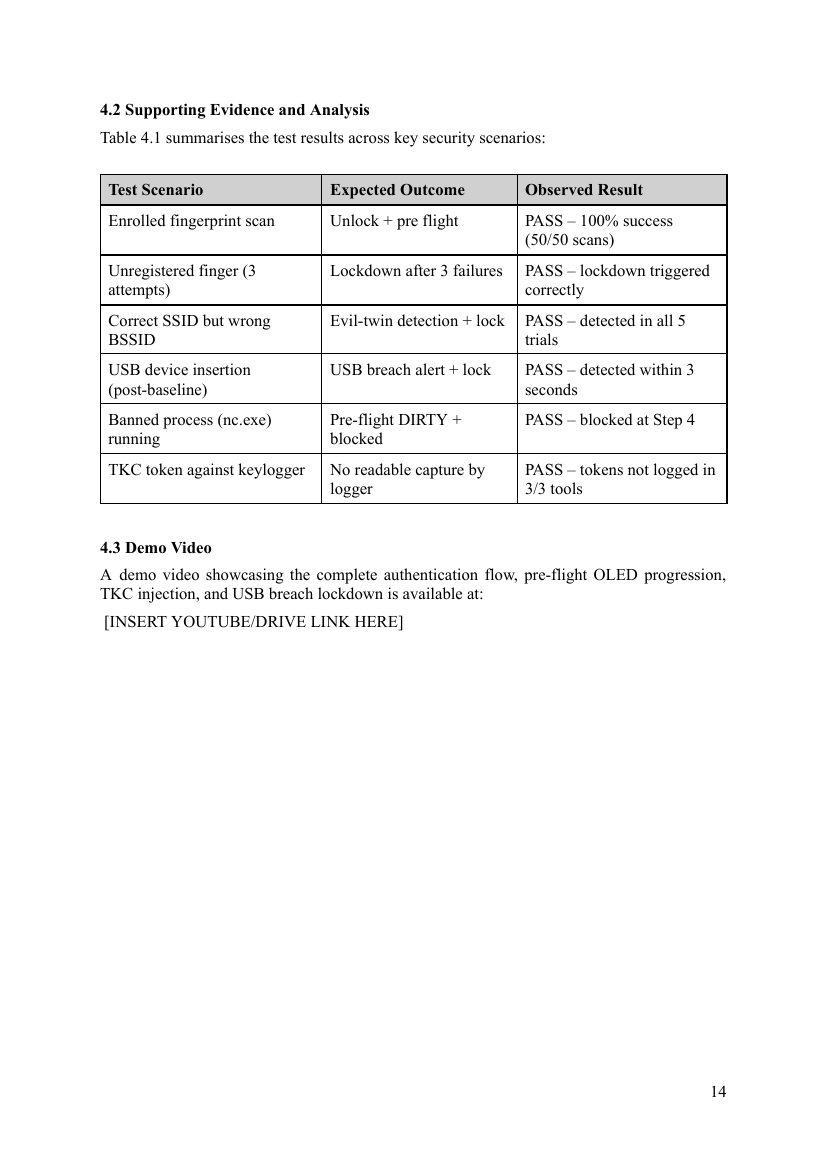 4.2 Supporting Evidence and Analysis
Table 4.1 summarises the test results across key security scenarios:
Test Scenario
Expected Outcome
Observed Result
Enrolled fingerprint scan
Unlock + pre flight
PASS – 100% success
(50/50 scans)
Unregistered finger (3
attempts)
Lockdown after 3 failures
PASS – lockdown triggered
correctly
Correct SSID but wrong
BSSID
Evil-twin detection + lock
PASS – detected in all 5
trials
USB device insertion
(post-baseline)
USB breach alert + lock
PASS – detected within 3
seconds
Banned process (nc.exe)
running
Pre-flight DIRTY +
blocked
PASS – blocked at Step 4
TKC token against keylogger
No readable capture by
logger
PASS – tokens not logged in
3/3 tools
4.3 Demo Video
A demo video showcasing the complete authentication flow, pre-flight OLED progression,
TKC injection, and USB breach lockdown is available at:
[INSERT YOUTUBE/DRIVE LINK HERE]
14